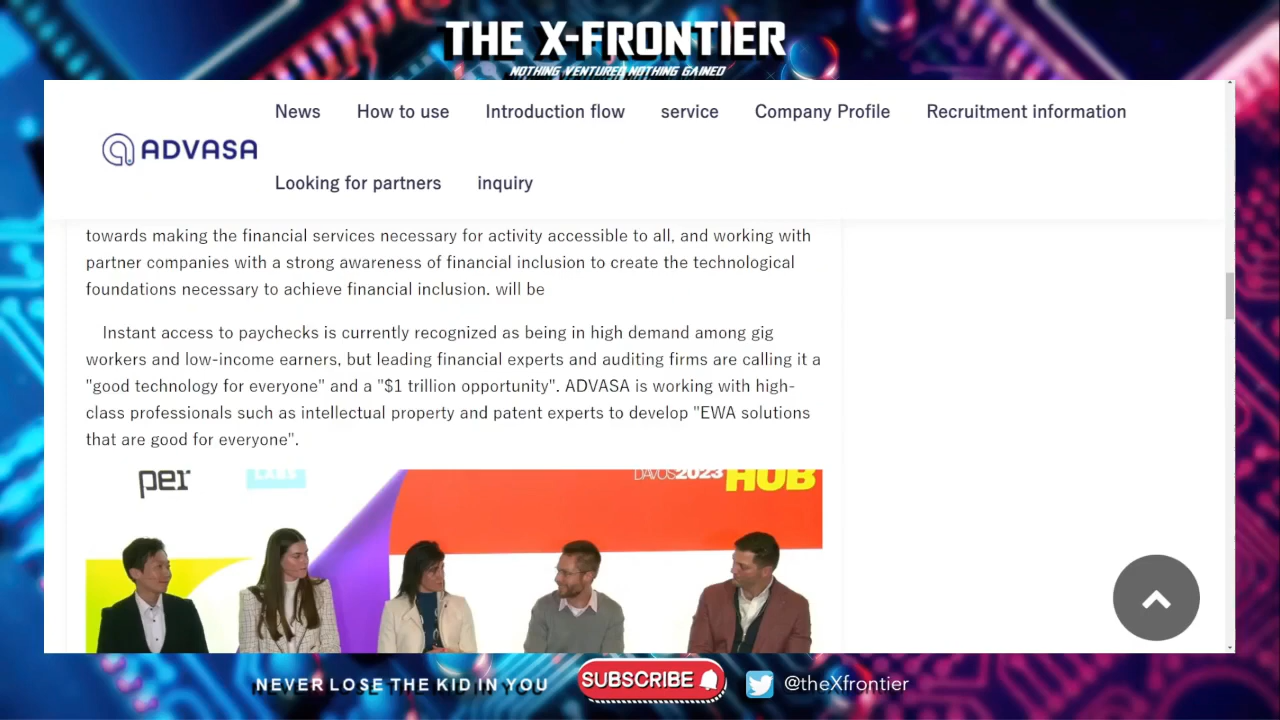 THE X-FRONTIER
NOTHING VENTURED, NOTHING GAINED
News How to use Introduction flow service Company Profile Recruitment information
ADVASA
Looking for partners inquiry
towards making the financial services necessary for activity accessible to all, and working with
partner companies with a strong awareness of financial inclusion to create the technological
foundations necessary to achieve financial inclusion. will be
Instant access to paychecks is currently recognized as being in high demand among gig
workers and low-income earners, but leading financial experts and auditing firms are calling it a
"good technology for everyone" and a "$1 trillion opportunity". ADVASA is working with high-
class professionals such as intellectual property and patent experts to develop "EWA solutions
that are good for everyone".
per
DAVOS2023
HUB
NEVER LOSE THE KID IN YOU
SUBSCRIBE
@theXfrontier